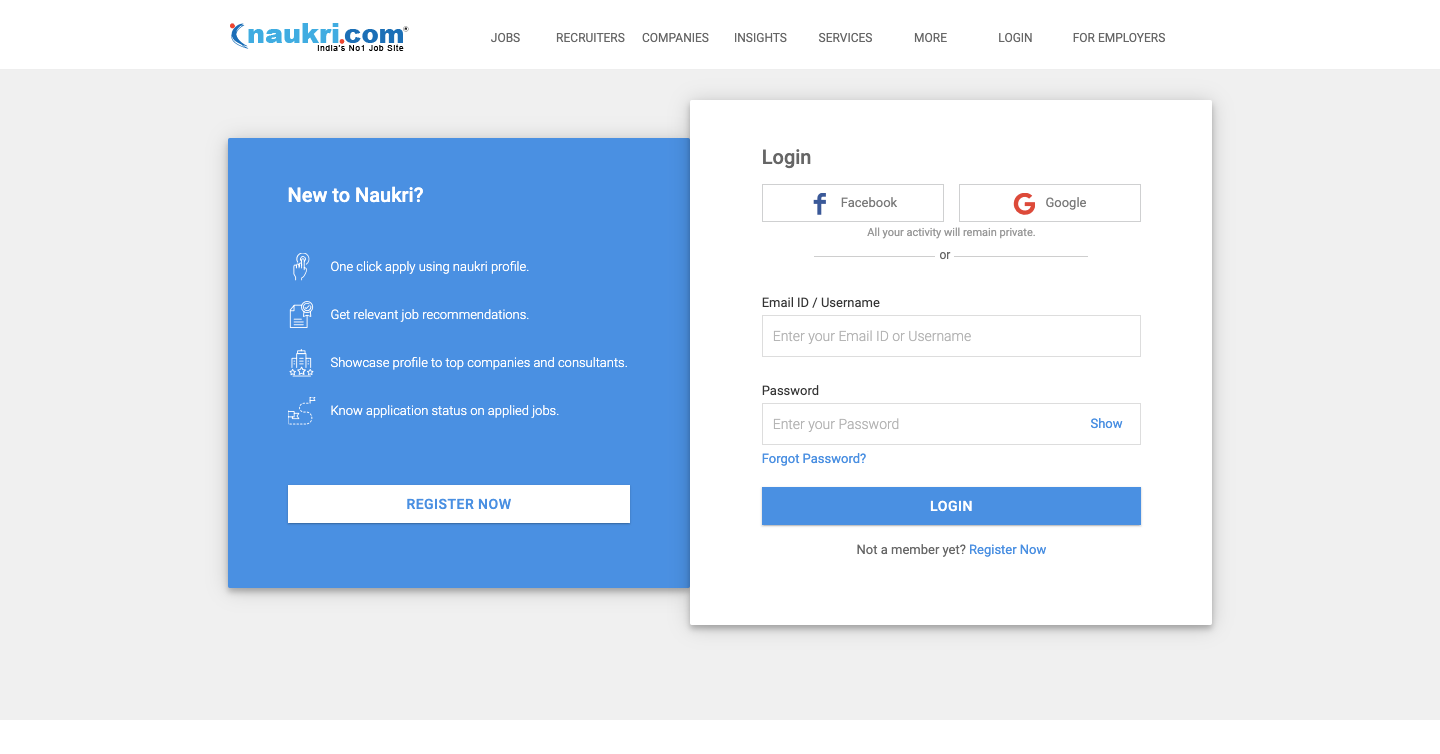 naukri.com
India's No1 Job Site
JOBS RECRUITERS COMPANIES INSIGHTS SERVICES MORE LOGIN FOR EMPLOYERS
New to Naukri?
One click apply using naukri profile.
Get relevant job recommendations.
Showcase profile to top companies and consultants.
Know application status on applied jobs.
REGISTER NOW
Login
Facebook Google
All your activity will remain private.
or
Email ID / Username
Enter your Email ID or Username
Password
Enter your Password Show
Forgot Password?
LOGIN
Not a member yet? Register Now